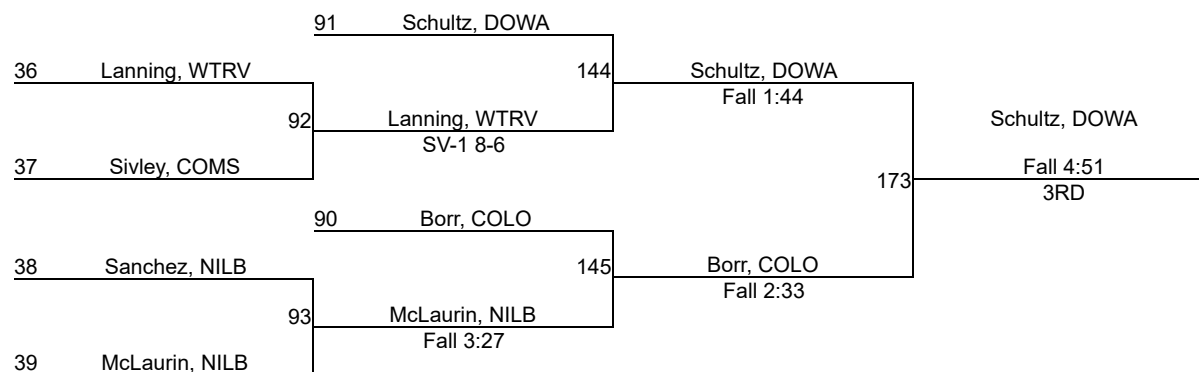 91 Schultz, DOWA
36 Lanning, WTRV
144 Schultz, DOWA
Fall 1:44
92 Lanning, WTRV
SV-1 8-6
Schultz, DOWA
37 Sivley, COMS
173 Fall 4:51
3RD
90 Borr, COLO
38 Sanchez, NILB
145 Borr, COLO
Fall 2:33
93 McLaurin, NILB
Fall 3:27
39 McLaurin, NILB